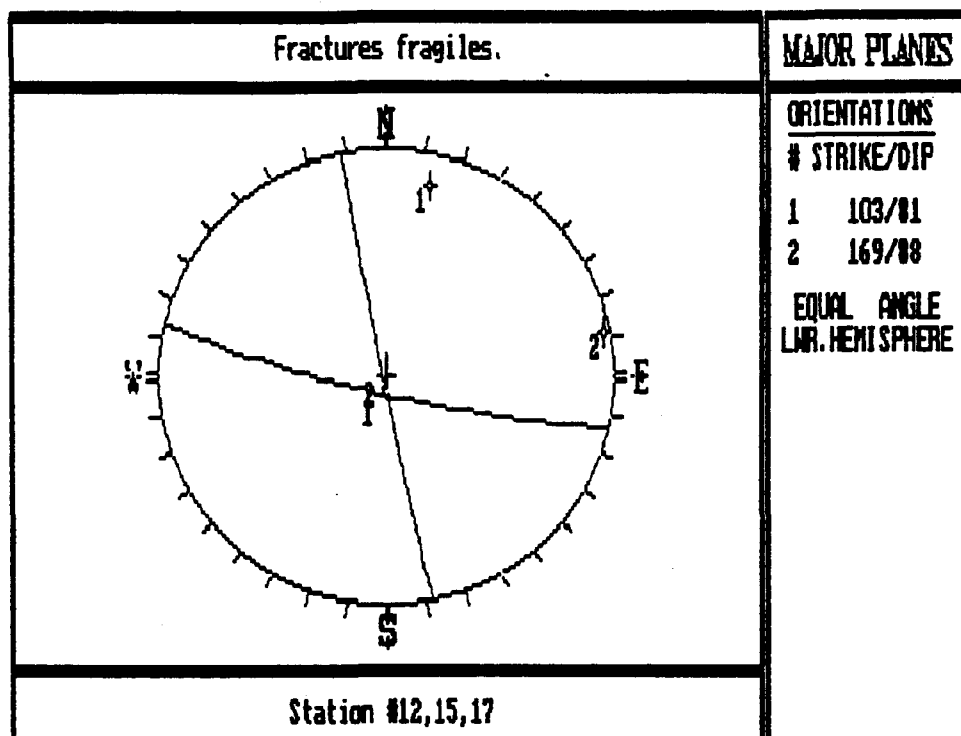 Fractures fragiles.
MAJOR PLANES
ORIENTATIONS
# STRIKE/DIP
1 103/81
2 169/88
EQUAL ANGLE
LWR.HEMISPHERE
N
1
2
W
E
2
1
S
Station #12,15,17